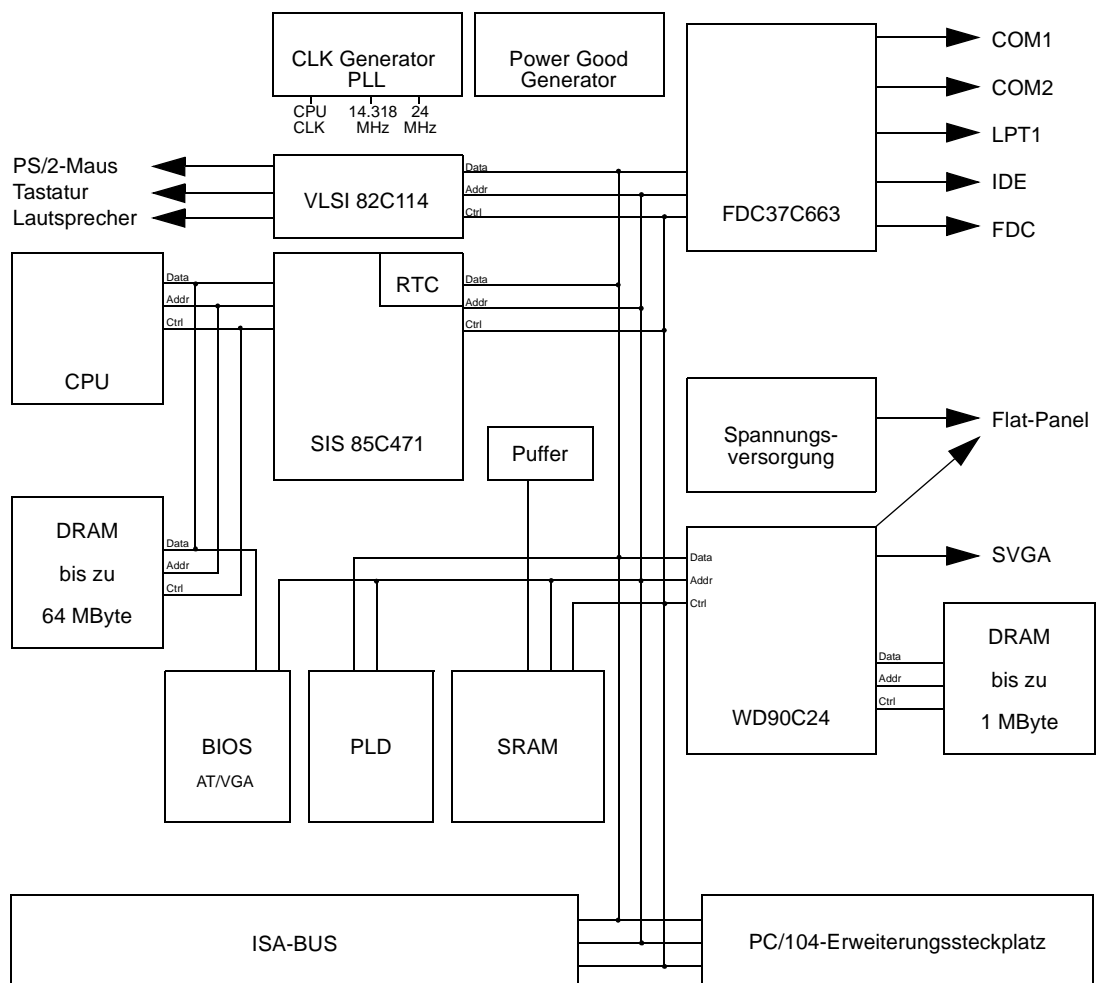 CLK Generator
PLL
CPU
CLK
14.318
MHz
24
MHz
Power Good
Generator
FDC37C663
COM1
COM2
LPT1
IDE
FDC
PS/2-Maus
Tastatur
Lautsprecher
VLSI 82C114
Data
Addr
Ctrl
CPU
Data
Addr
Ctrl
RTC
SIS 85C471
Data
Addr
Ctrl
Puffer
Spannungs-
versorgung
Flat-Panel
DRAM
bis zu
64 MByte
Data
Addr
Ctrl
Data
Addr
Ctrl
WD90C24
SVGA
Data
Addr
Ctrl
DRAM
bis zu
1 MByte
BIOS
AT/VGA
PLD
SRAM
ISA-BUS
PC/104-Erweiterungssteckplatz